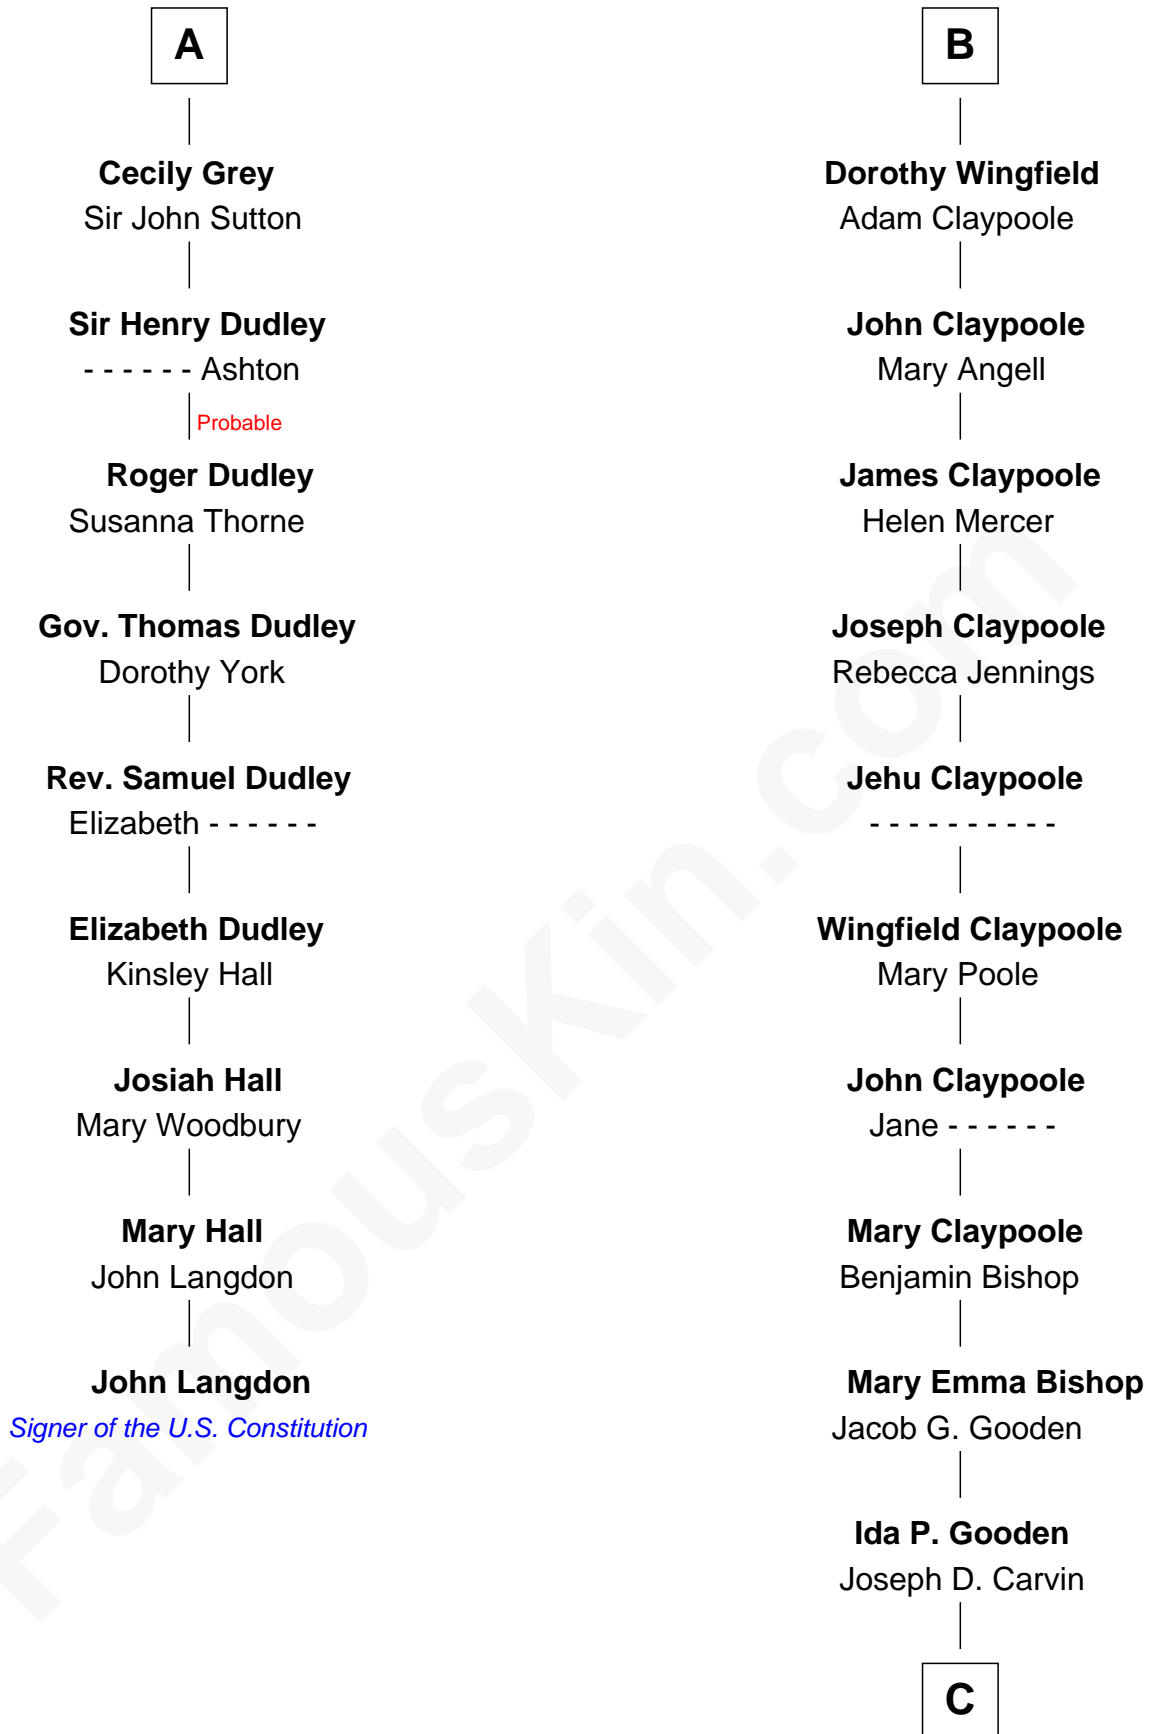 A
Cecily Grey
Sir John Sutton
Sir Henry Dudley
- - - - - - Ashton
Probable
Roger Dudley
Susanna Thorne
Gov. Thomas Dudley
Dorothy York
Rev. Samuel Dudley
Elizabeth - - - - - -
Elizabeth Dudley
Kinsley Hall
Josiah Hall
Mary Woodbury
Mary Hall
John Langdon
John Langdon
Signer of the U.S. Constitution
B
Dorothy Wingfield
Adam Claypoole
John Claypoole
Mary Angell
James Claypoole
Helen Mercer
Joseph Claypoole
Rebecca Jennings
Jehu Claypoole
- - - - - - - - - -
Wingfield Claypoole
Mary Poole
John Claypoole
Jane - - - - - -
Mary Claypoole
Benjamin Bishop
Mary Emma Bishop
Jacob G. Gooden
Ida P. Gooden
Joseph D. Carvin
C
FamousKin.com